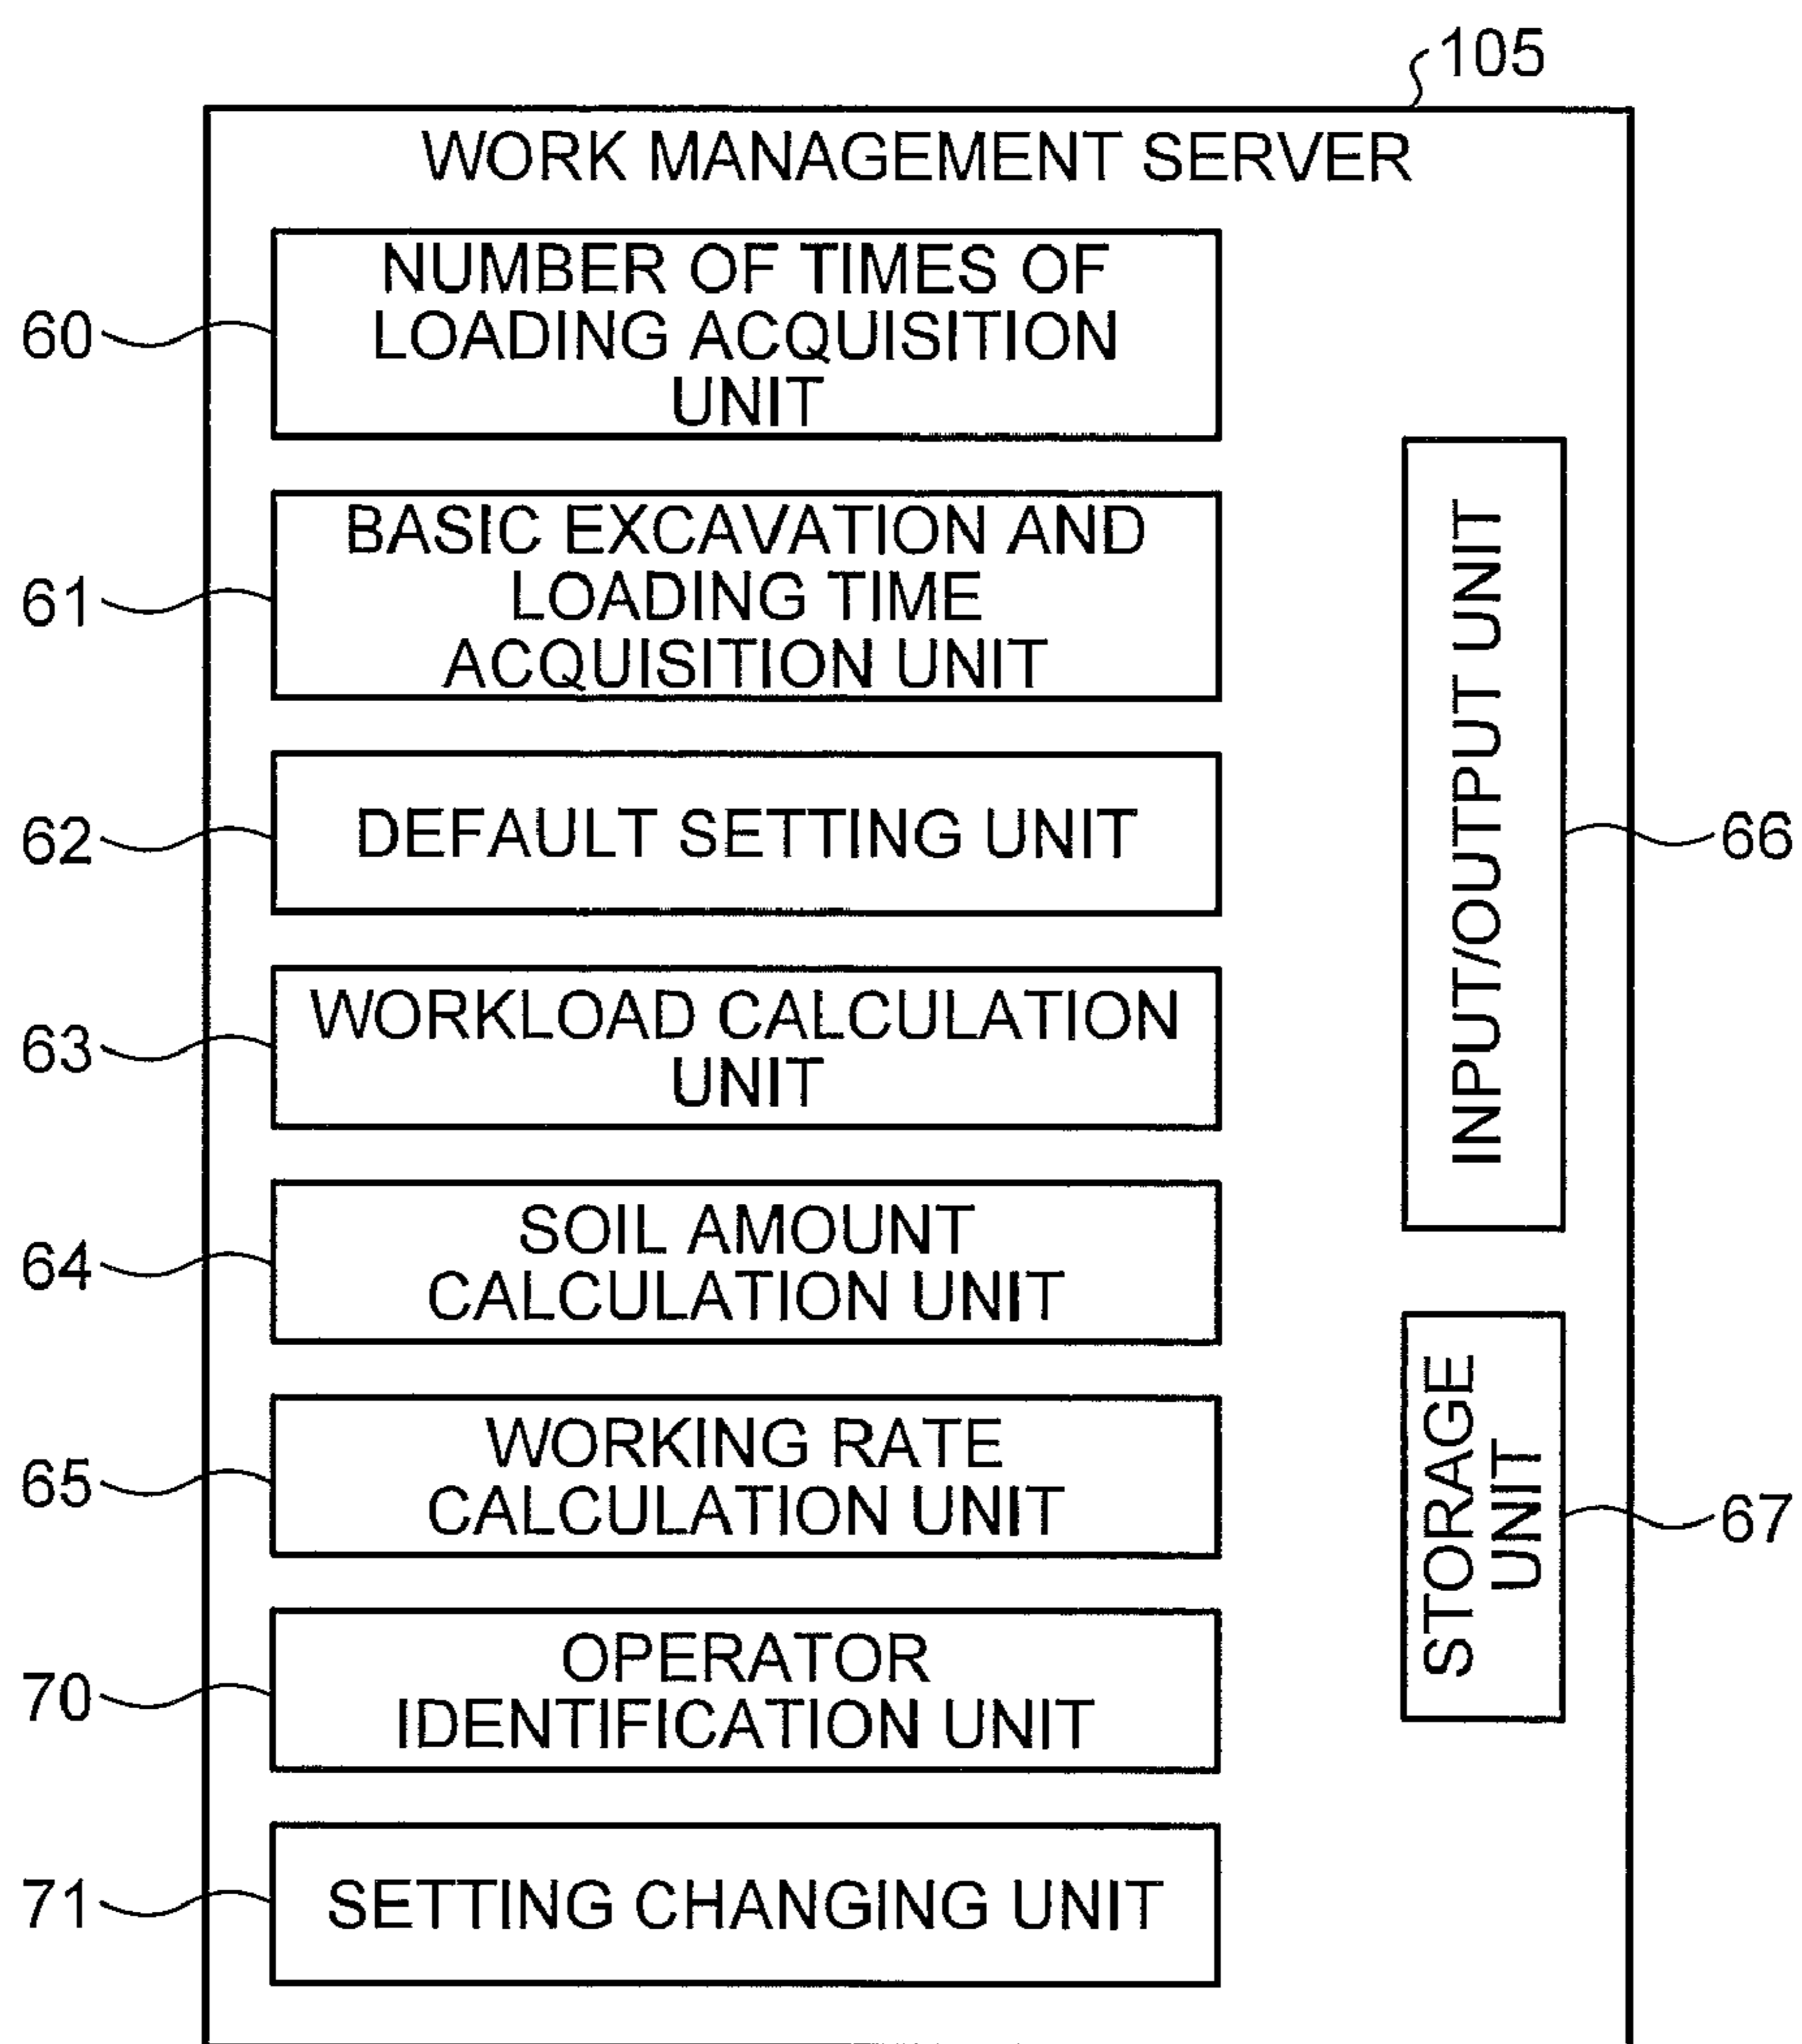 105
WORK MANAGEMENT SERVER
60
NUMBER OF TIMES OF
LOADING ACQUISITION
UNIT
61
BASIC EXCAVATION AND
LOADING TIME
ACQUISITION UNIT
62
DEFAULT SETTING UNIT
63
WORKLOAD CALCULATION
UNIT
64
SOIL AMOUNT
CALCULATION UNIT
65
WORKING RATE
CALCULATION UNIT
70
OPERATOR
IDENTIFICATION UNIT
71
SETTING CHANGING UNIT
INPUT/OUTPUT UNIT
66
STORAGE
UNIT
67